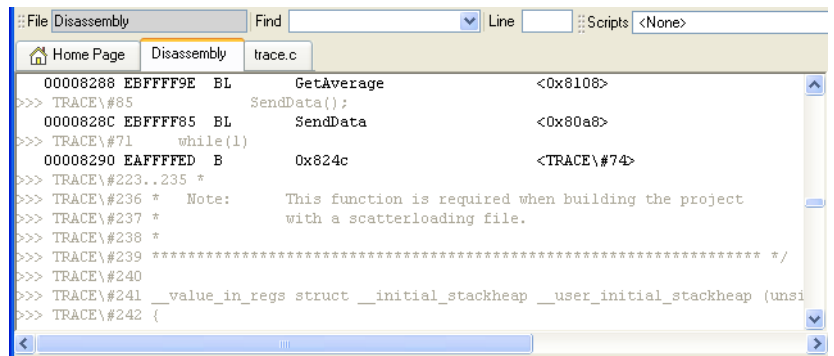 File Disassembly Find Line Scripts <None>
Home Page Disassembly trace.c
00008288 EBFFFF9E BL GetAverage <0x8108>
>>> TRACE\#85 SendData();
0000828C EBFFFF85 BL SendData <0x80a8>
>>> TRACE\#71 while(1)
00008290 EAFFFFED B 0x824c <TRACE\#74>
>>> TRACE\#223..235 *
>>> TRACE\#236 * Note: This function is required when building the project
>>> TRACE\#237 * with a scatterloading file.
>>> TRACE\#238 *
>>> TRACE\#239 ********************************************************************** */
>>> TRACE\#240
>>> TRACE\#241 __value_in_regs struct __initial_stackheap __user_initial_stackheap (unsi
>>> TRACE\#242 {